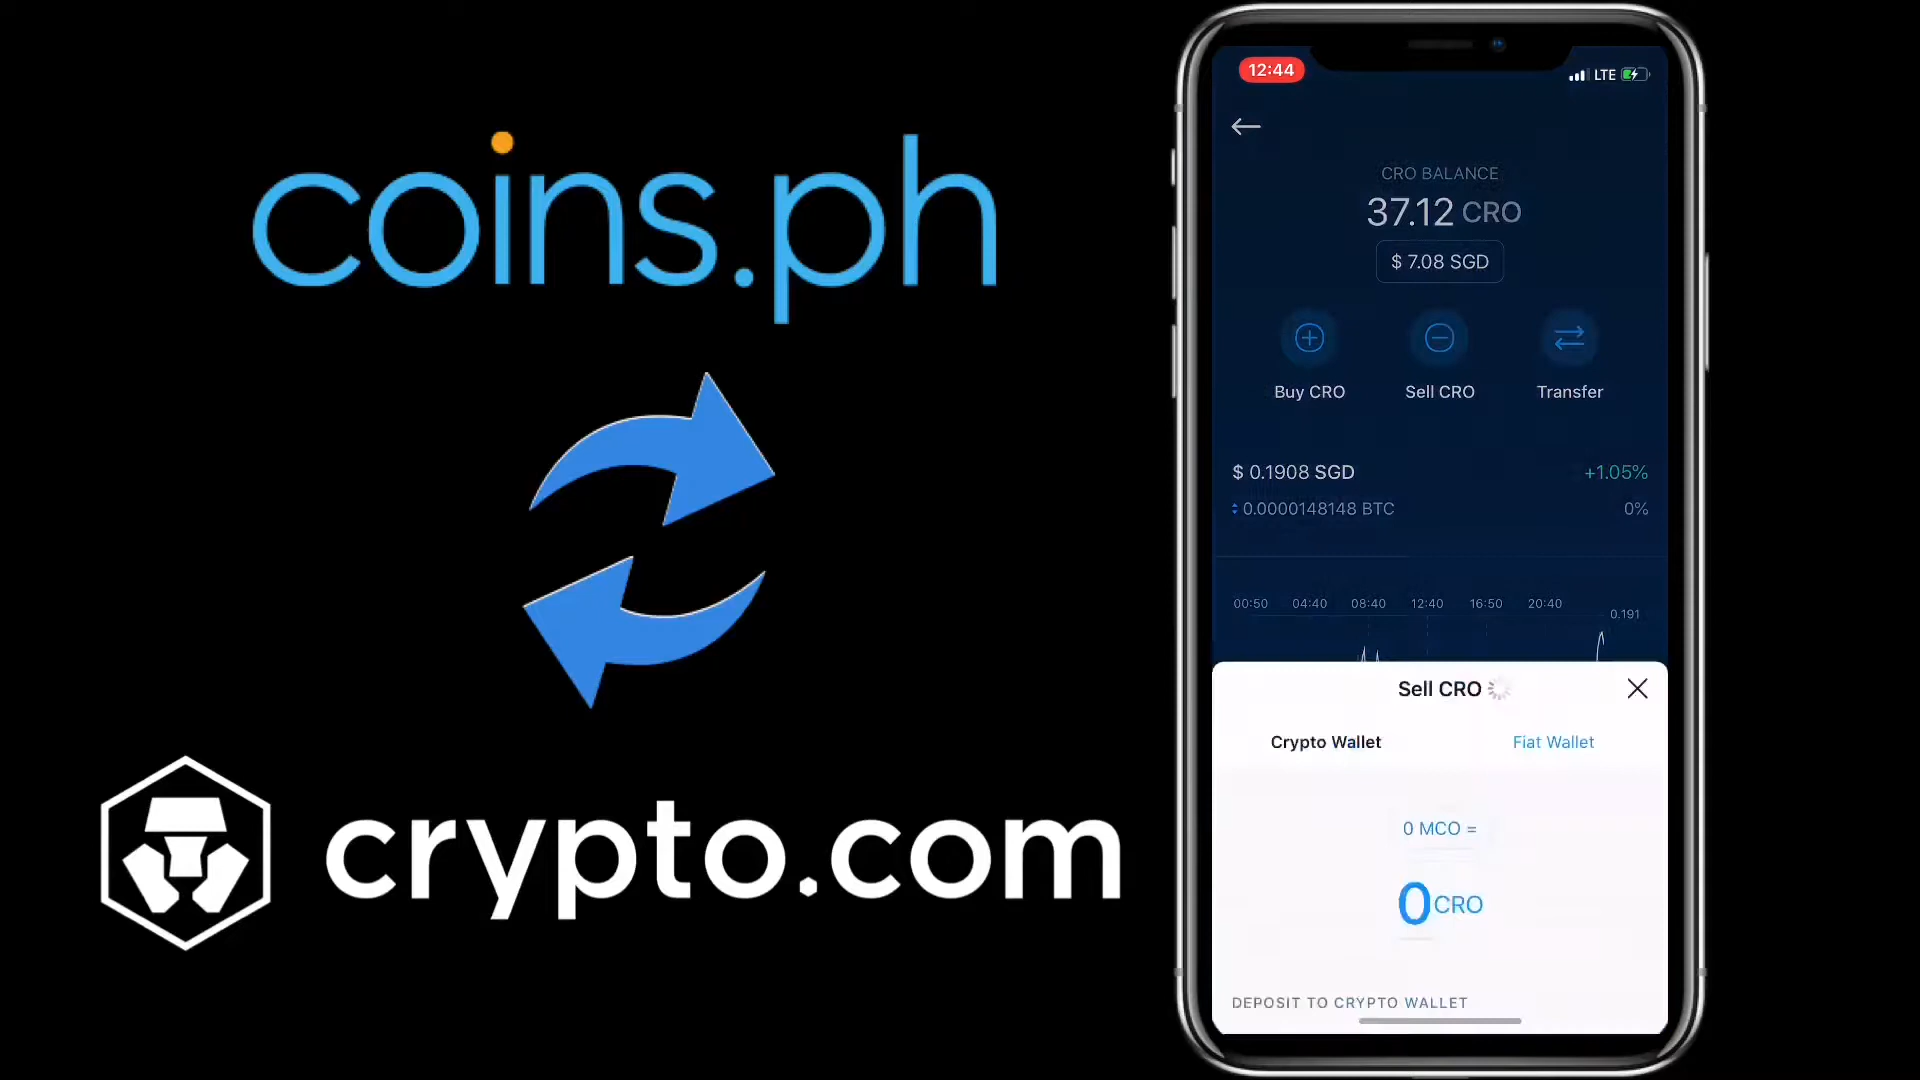 coins.ph
crypto.com
12:44
LTE
CRO BALANCE
37.12 CRO
$ 7.08 SGD
Buy CRO
Sell CRO
Transfer
$ 0.1908 SGD
+1.05%
0.0000148148 BTC
0%
00:50 04:40 08:40 12:40 16:50 20:40
0.191
Sell CRO
Crypto Wallet
Fiat Wallet
0 MCO =
0 CRO
DEPOSIT TO CRYPTO WALLET